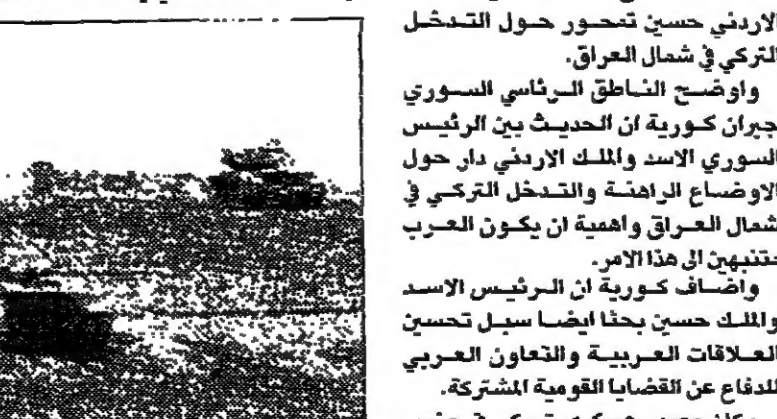 الاردني حسين تمحور حول التدخل
التركي في شمال العراق.
واوضح الناطق الرئاسي السوري
جبران كورية ان الحديث بين الرئيس
السوري الاسد والملك الاردني دار حول
الاوضاع الراهنة والتدخل التركي في
شمال العراق واهمية ان يكون العرب
متنبهين الى هذا الامر.
واضاف كورية ان الرئيس الاسد
والملك حسين بحثا ايضا سبل تحسين
العلاقات العربية والتعاون العربي
للدفاع عن القضايا القومية المشتركة.